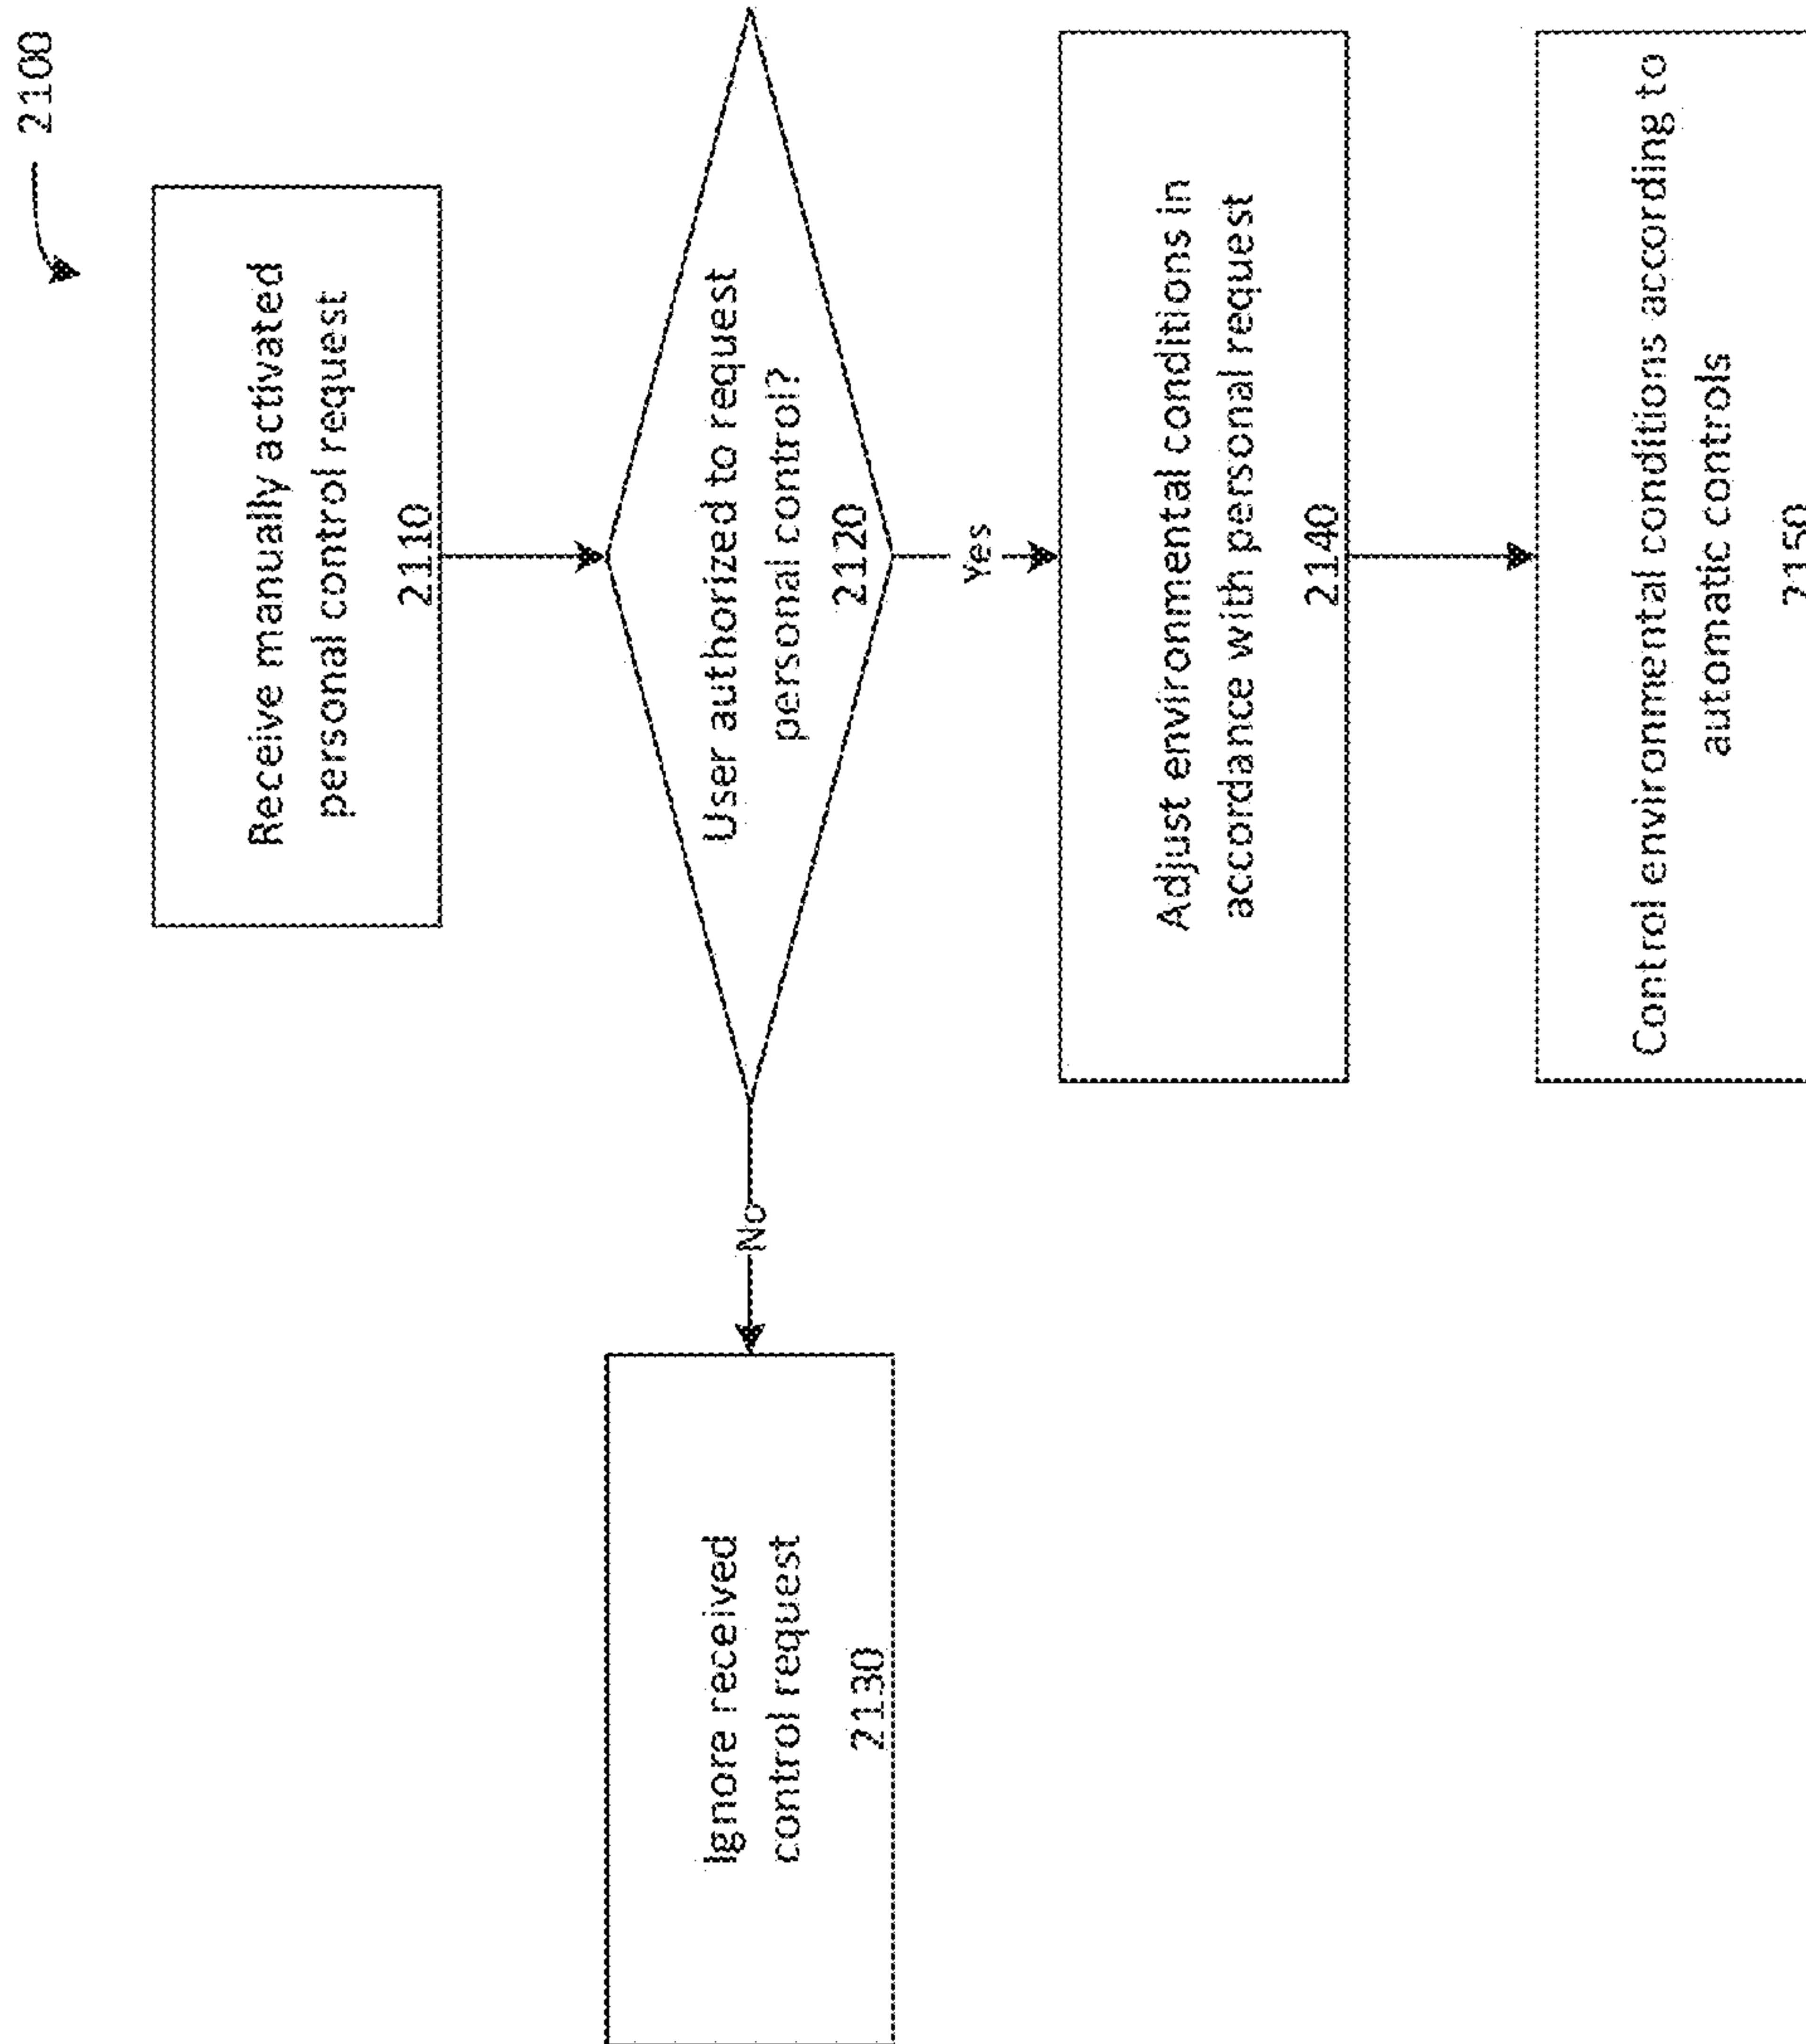 2100
Receive manually activated
personal control request
2110
User authorized to request
personal control?
2120
No
Ignore received
control request
2130
Yes
Adjust environmental conditions in
accordance with personal request
2140
Control environmental conditions according to
automatic controls
2150